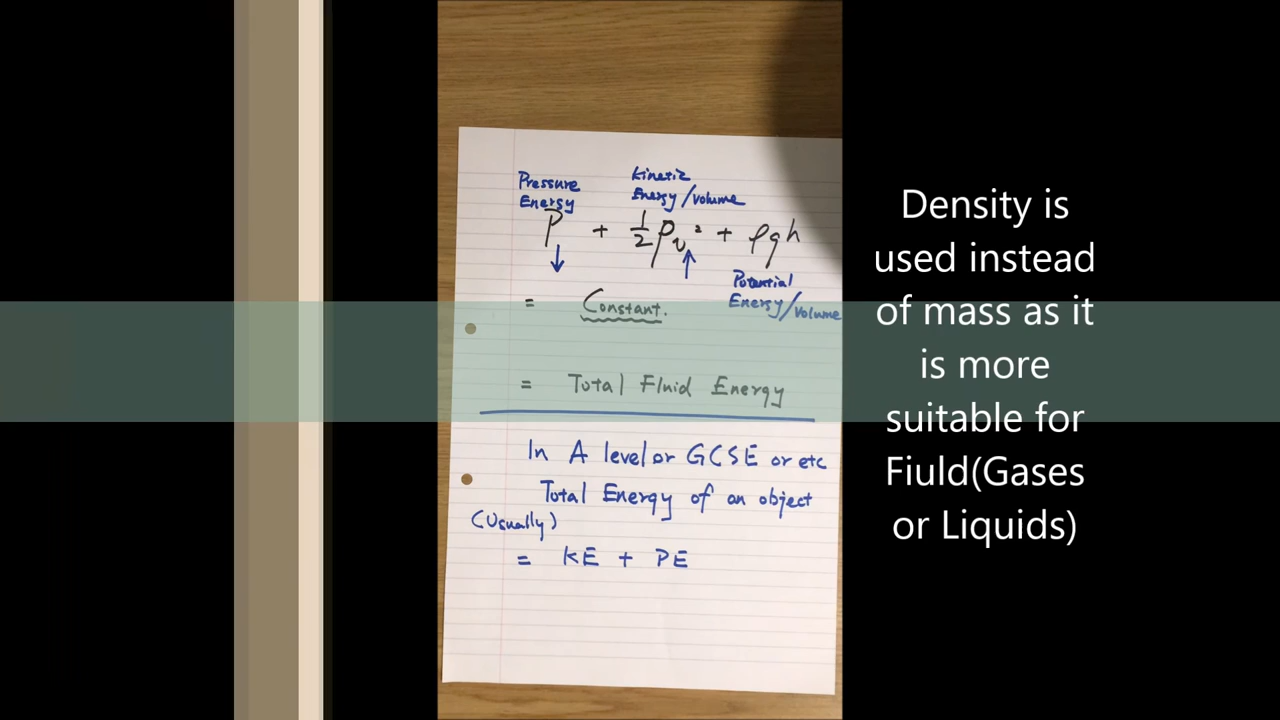 Pressure
Energy
Kinetic
Energy/volume
P + ½ρv² + ρgh
Potential
Energy/volume
= Constant.
= Total Fluid Energy
In A level or GCSE or etc
Total Energy of an object
(Usually)
= KE + PE
Density is
used instead
of mass as it
is more
suitable for
Fiuld(Gases
or Liquids)